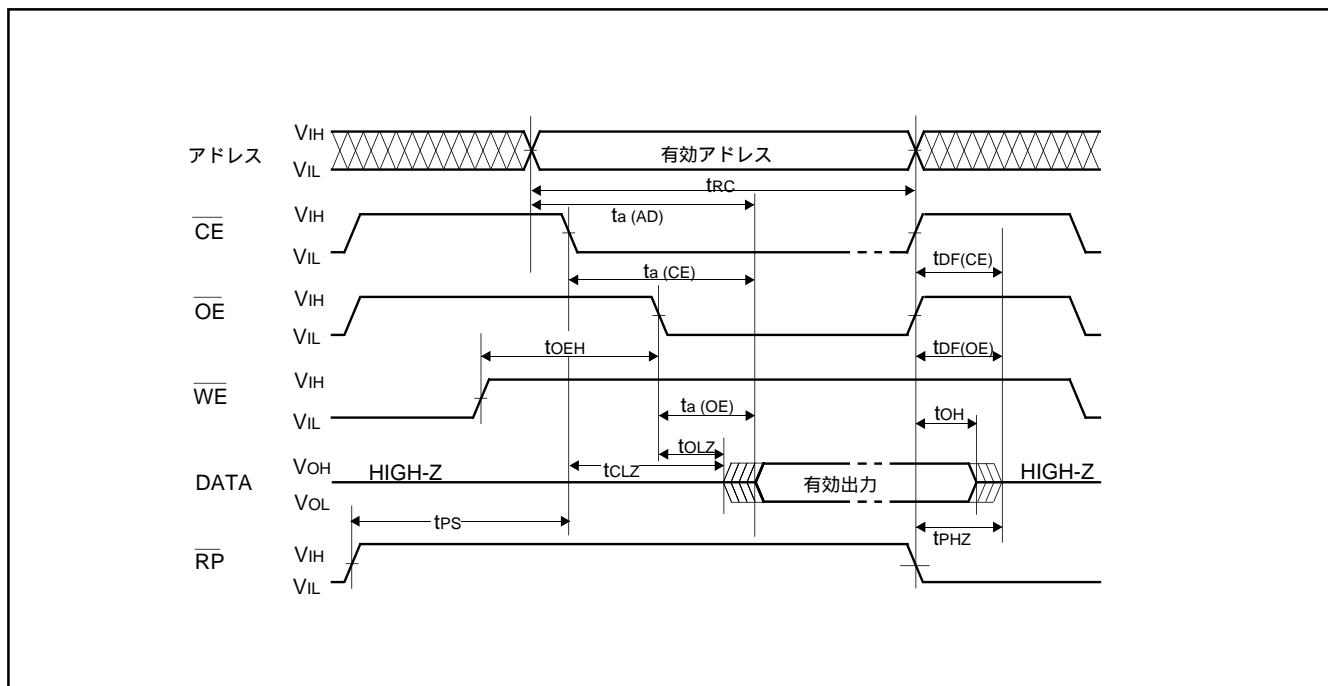 アドレス VIH 有効アドレス
VIL
tRC
CE VIH ta (AD)
VIL
ta (CE) tDF(CE)
OE VIH
VIL
tOEH tDF(OE)
WE VIH
VIL ta (OE) tOH
tOLZ
DATA VOH HIGH-Z tCLZ 有効出力 HIGH-Z
VOL
tPS tPHZ
RP VIH
VIL